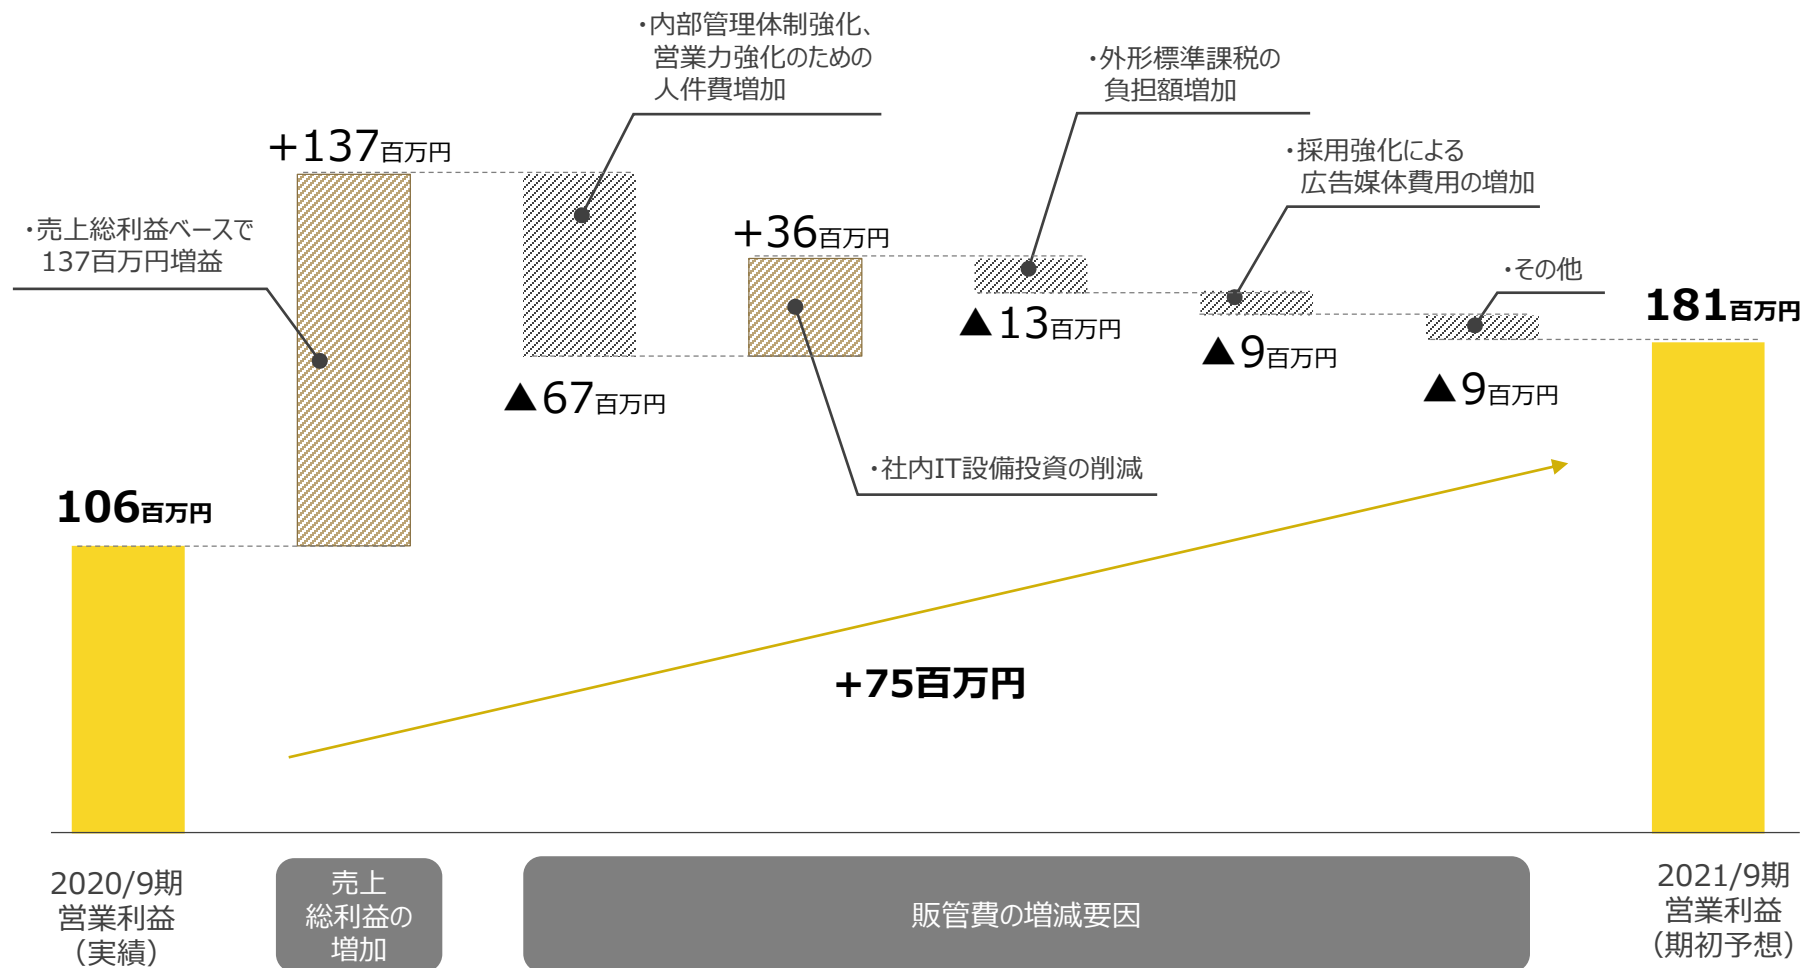 ・内部管理体制強化、
営業力強化のための
人件費増加
・外形標準課税の
負担額増加
+137百万円
・採用強化による
広告媒体費用の増加
・売上総利益ベースで
137百万円増益
+36百万円
・その他
181百万円
▲13百万円
▲9百万円
▲67百万円
▲9百万円
・社内IT設備投資の削減
106百万円
+75百万円
2020/9期
営業利益
（実績）
売上
総利益の
増加
販管費の増減要因
2021/9期
営業利益
（期初予想）